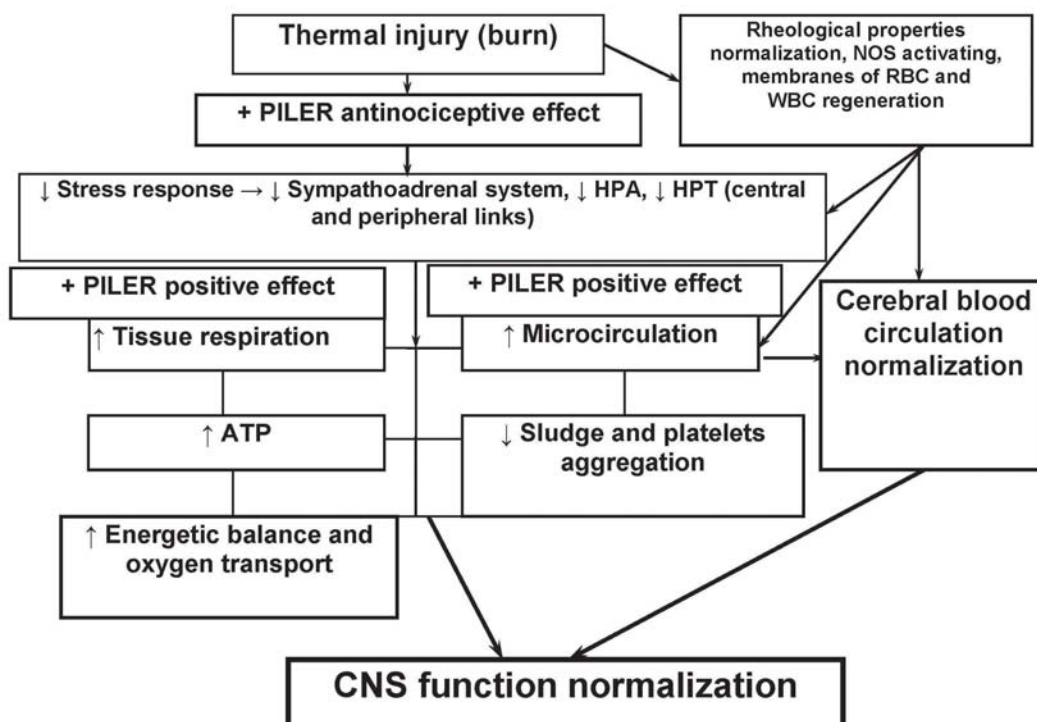 Thermal injury (burn)
Rheological properties
normalization, NOS activating,
membranes of RBC and
WBC regeneration
+ PILER antinociceptive effect
↓ Stress response → ↓ Sympathoadrenal system, ↓ HPA, ↓ HPT (central
and peripheral links)
+ PILER positive effect
+ PILER positive effect
↑ Tissue respiration
↑ Microcirculation
Cerebral blood
circulation
normalization
↑ ATP
↓ Sludge and platelets
aggregation
↑ Energetic balance and
oxygen transport
CNS function normalization